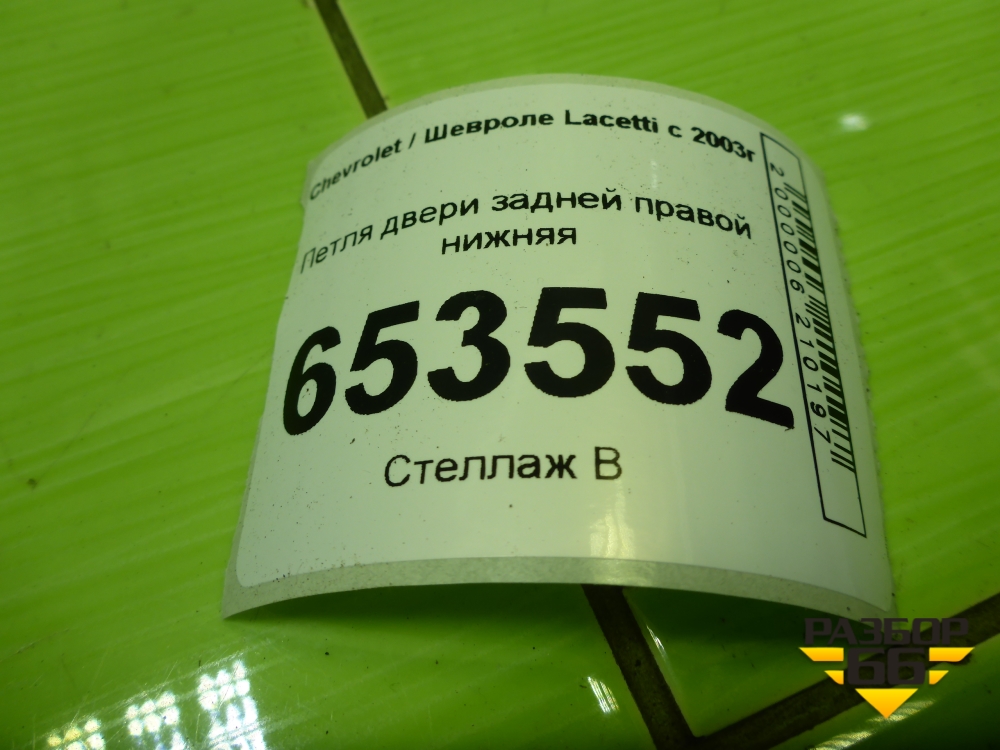 Chevrolet / Шевроле Lacetti с 2003г
Петля двери задней правой
нижняя
653552
Стеллаж В
2000006210197
РАЗБОР
66